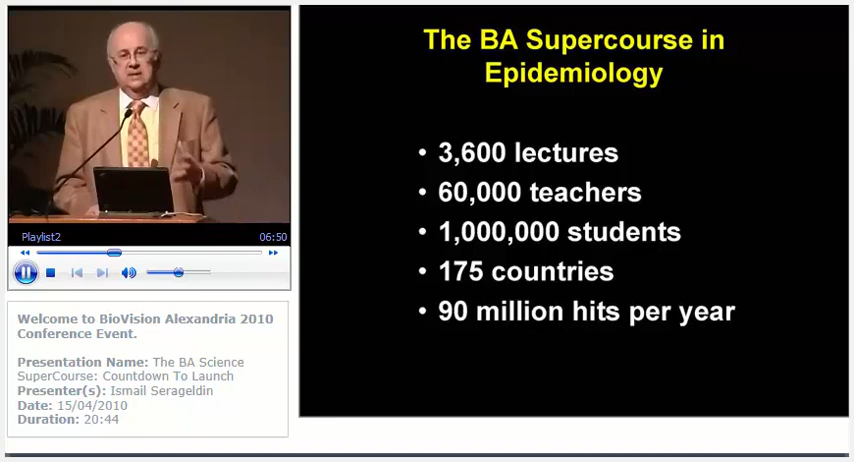 The BA Supercourse in
Epidemiology
• 3,600 lectures
• 60,000 teachers
• 1,000,000 students
• 175 countries
• 90 million hits per year
Playlist2 06:50
Welcome to BioVision Alexandria 2010
Conference Event.
Presentation Name: The BA Science
SuperCourse: Countdown To Launch
Presenter(s): Ismail Serageldin
Date: 15/04/2010
Duration: 20:44